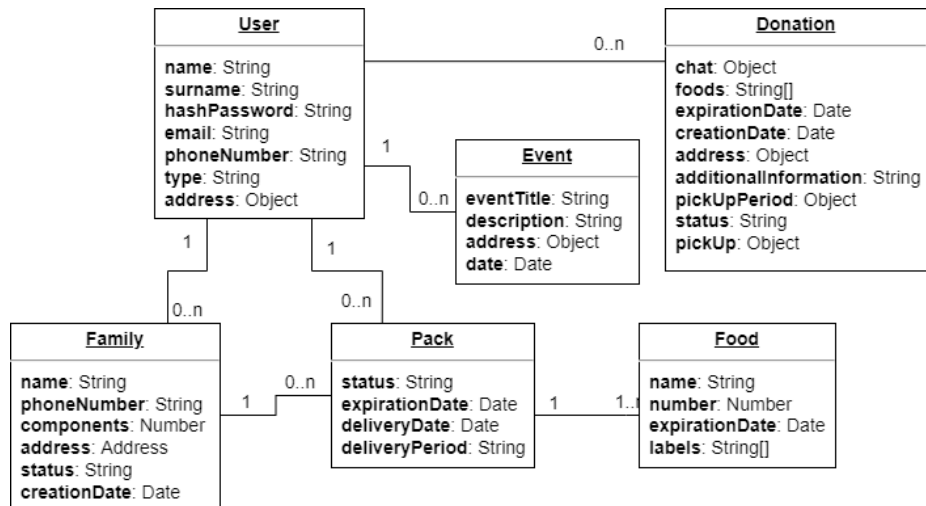 User
name: String
surname: String
hashPassword: String
email: String
phoneNumber: String
type: String
address: Object
0..n
Donation
chat: Object
foods: String[]
expirationDate: Date
creationDate: Date
address: Object
additionalInformation: String
pickUpPeriod: Object
status: String
pickUp: Object
1
0..n
Event
eventTitle: String
description: String
address: Object
date: Date
1
0..n
1
0..n
Family
name: String
phoneNumber: String
components: Number
address: Address
status: String
creationDate: Date
1
0..n
Pack
status: String
expirationDate: Date
deliveryDate: Date
deliveryPeriod: String
1
1..
Food
name: String
number: Number
expirationDate: Date
labels: String[]